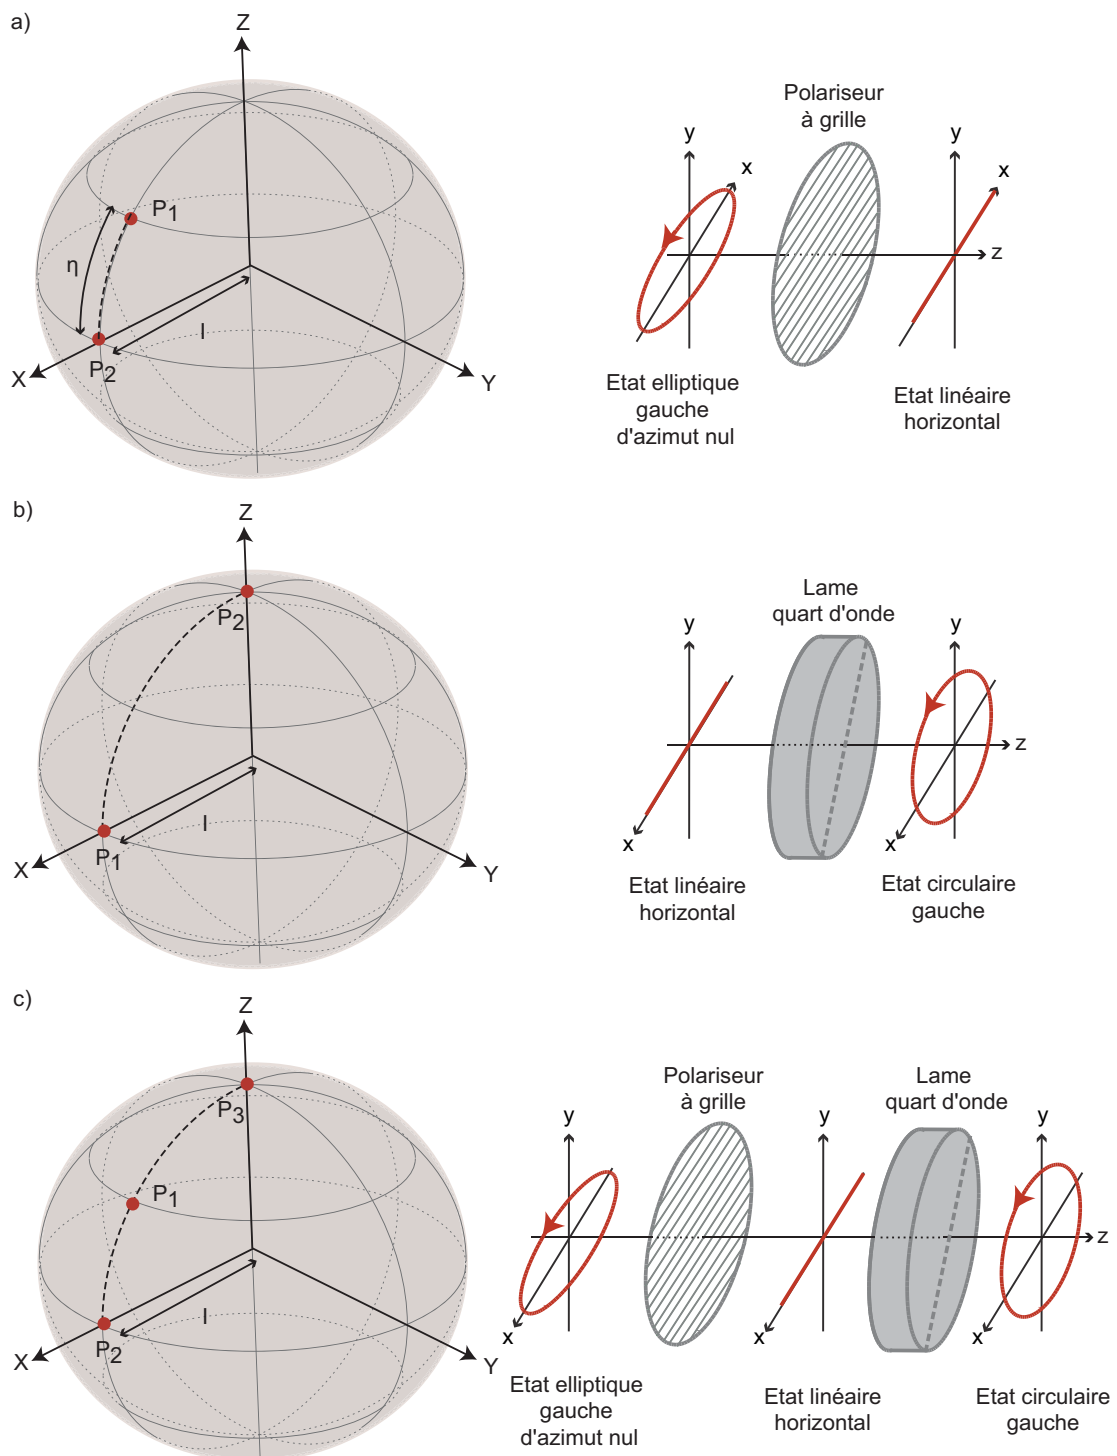 a)
Z
P1
η
I
X
P2
Y
Polariseur
à grille
y
x
y
x
z
Etat elliptique
gauche
d'azimut nul
Etat linéaire
horizontal
b)
Z
P2
I
X
P1
Y
Lame
quart d'onde
y
y
z
x
x
Etat linéaire
horizontal
Etat circulaire
gauche
c)
Z
P3
P1
I
X
P2
Y
Polariseur
à grille
Lame
quart d'onde
y
y
y
z
x
x
x
Etat elliptique
gauche
d'azimut nul
Etat linéaire
horizontal
Etat circulaire
gauche